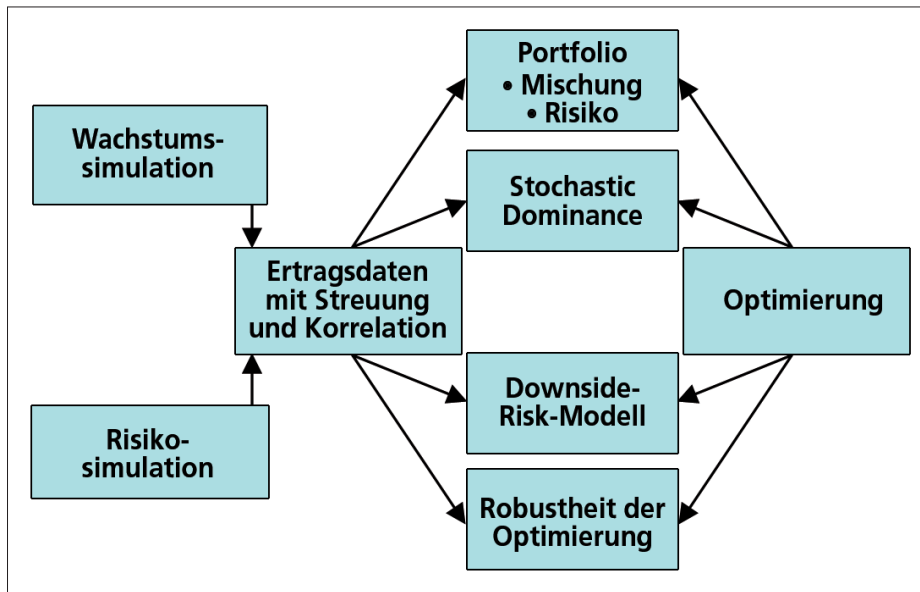 Wachstums-
simulation
Risiko-
simulation
Ertragsdaten
mit Streuung
und Korrelation
Portfolio
• Mischung
• Risiko
Stochastic
Dominance
Downside-
Risk-Modell
Robustheit der
Optimierung
Optimierung